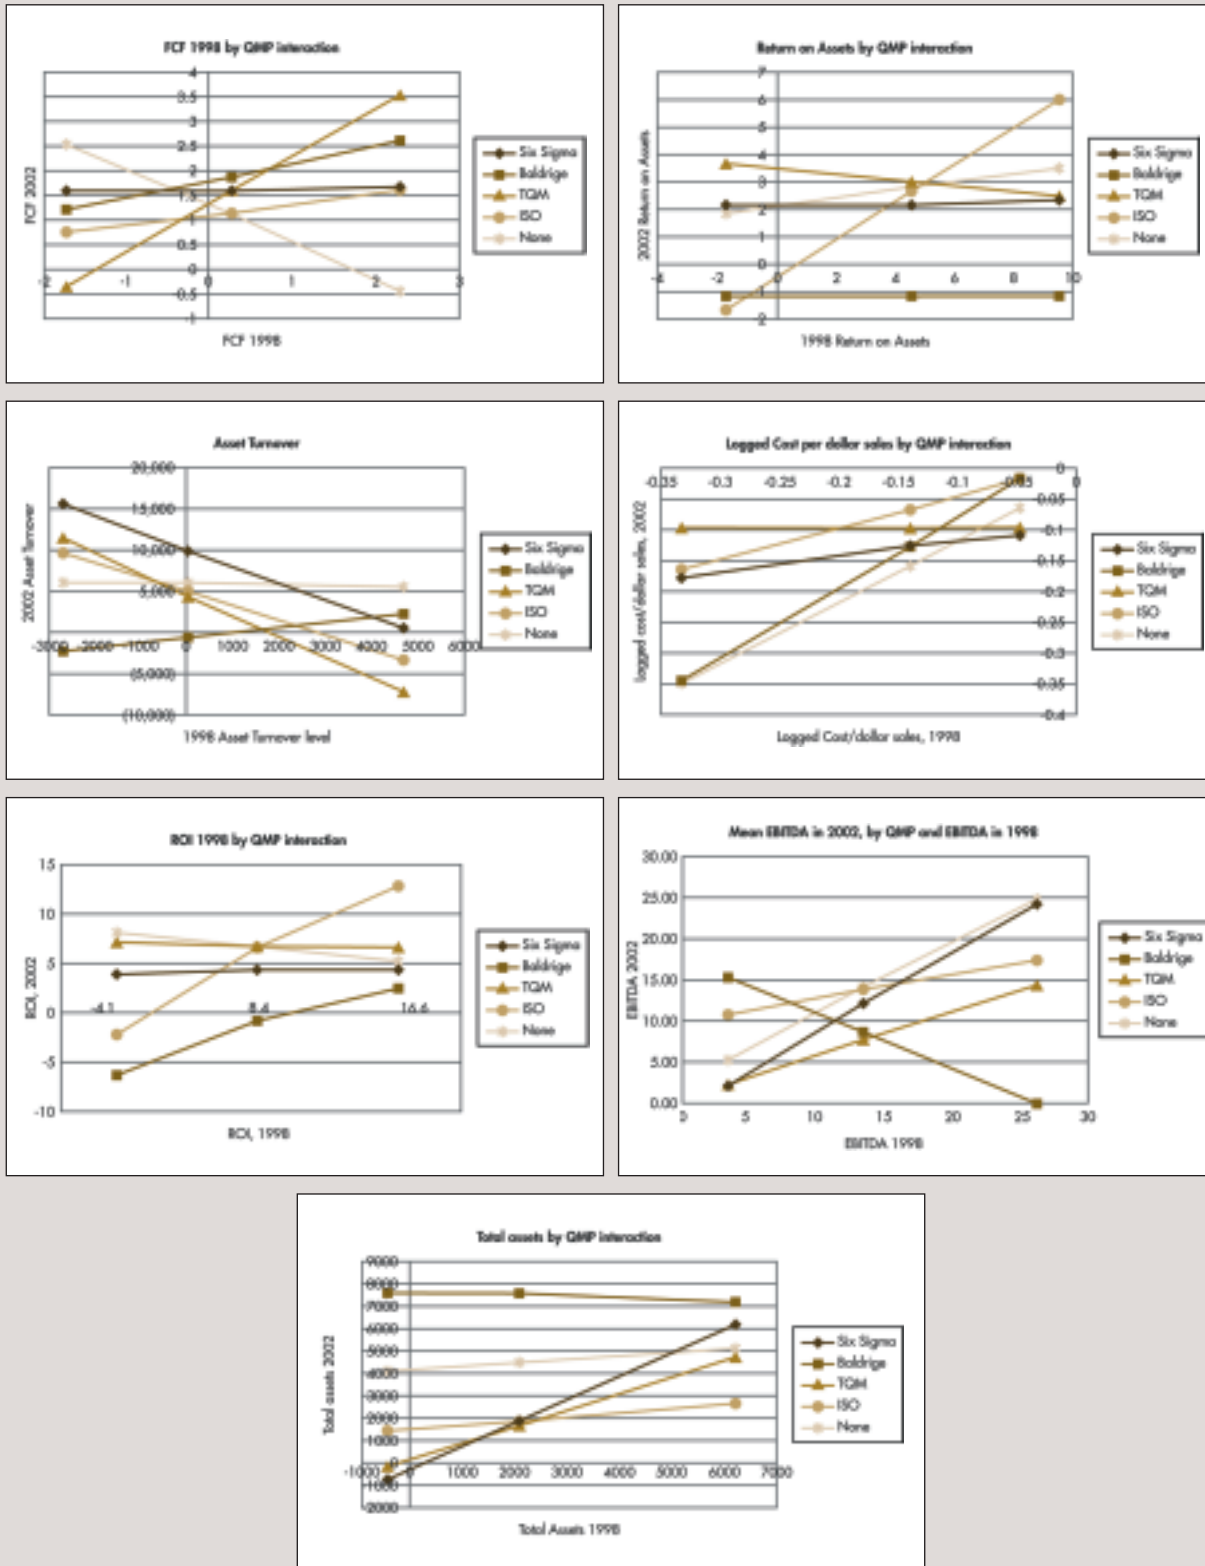 FCF 1998 by QMP interaction
4
3.5
3
2.5
2
1.5
1
0.5
0
-0.5
-1
-2 -1 0 1 2 3
FCF 2002
FCF 1998
Six Sigma
Baldrige
TQM
ISO
None
Return on Assets by QMP interaction
7
6
5
4
3
2
1
0
-1
-2
-4 -2 0 2 4 6 8 10
2002 Return on Assets
1998 Return on Assets
Six Sigma
Baldrige
TQM
ISO
None
Asset Turnover
20,000
15,000
10,000
5,000
(5,000)
(10,000)
-3000 -2000 -1000 0 1000 2000 3000 4000 5000 6000
2002 Asset Turnover
1998 Asset Turnover level
Six Sigma
Baldrige
TQM
ISO
None
Logged Cost per dollar sales by QMP interaction
-0.35 -0.3 -0.25 -0.2 -0.15 -0.1 -0.05 0
0
-0.05
-0.1
-0.15
-0.2
-0.25
-0.3
-0.35
-0.4
Logged cost/dollar sales, 2002
Logged Cost/dollar sales, 1998
Six Sigma
Baldrige
TQM
ISO
None
ROI 1998 by QMP interaction
15
10
5
0
-5
-10
-4.1 8.4 16.6
ROI, 2002
ROI, 1998
Six Sigma
Baldrige
TQM
ISO
None
Mean EBITDA in 2002, by QMP and EBITDA in 1998
30.00
25.00
20.00
15.00
10.00
5.00
0.00
0 5 10 15 20 25 30
EBITDA 2002
EBITDA 1998
Six Sigma
Baldrige
TQM
ISO
None
Total assets by QMP interaction
9000
8000
7000
6000
5000
4000
3000
2000
1000
0
-1000
-2000
-1000 0 1000 2000 3000 4000 5000 6000 7000
Total assets 2002
Total Assets 1998
Six Sigma
Baldrige
TQM
ISO
None